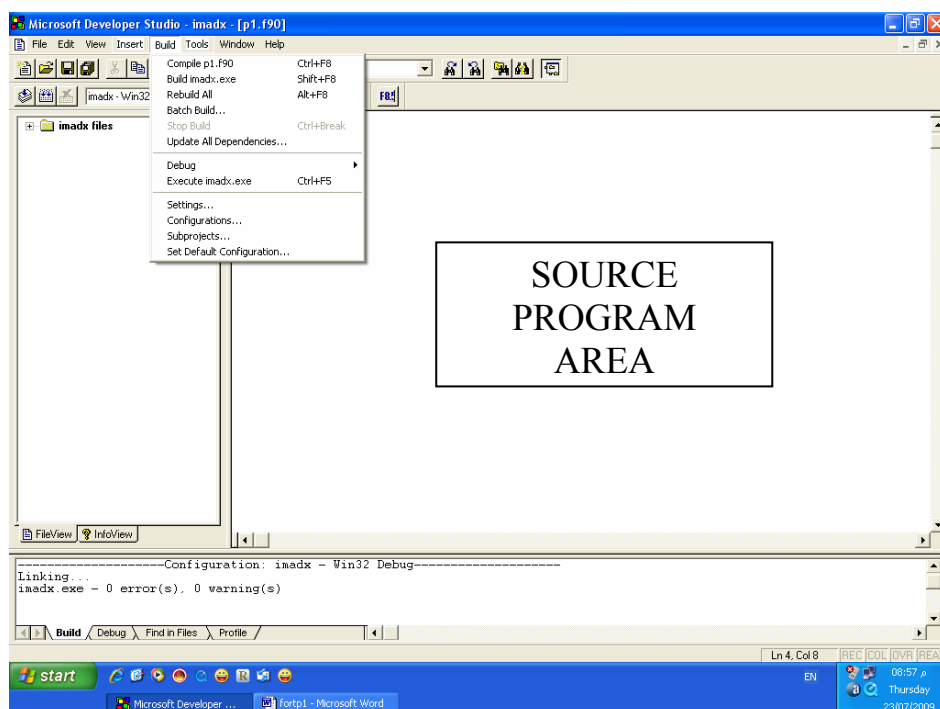 Microsoft Developer Studio - imadx - [p1.f90]
File Edit View Insert Build Tools Window Help
Compile p1.f90 Ctrl+F8
Build imadx.exe Shift+F8
Rebuild All Alt+F8
Batch Build...
Stop Build Ctrl+Break
Update All Dependencies...
Debug
Execute imadx.exe Ctrl+F5
Settings...
Configurations...
Subprojects...
Set Default Configuration...
imadx - Win32
imadx files
SOURCE
PROGRAM
AREA
FileView InfoView
--------------------Configuration: imadx - Win32 Debug--------------------
Linking...
imadx.exe - 0 error(s), 0 warning(s)
Build Debug Find in Files Profile
Ln 4, Col 8 REC COL OVR REA
start EN 08:57 م
Thursday
Microsoft Developer ... fortp1 - Microsoft Word 23/07/2009